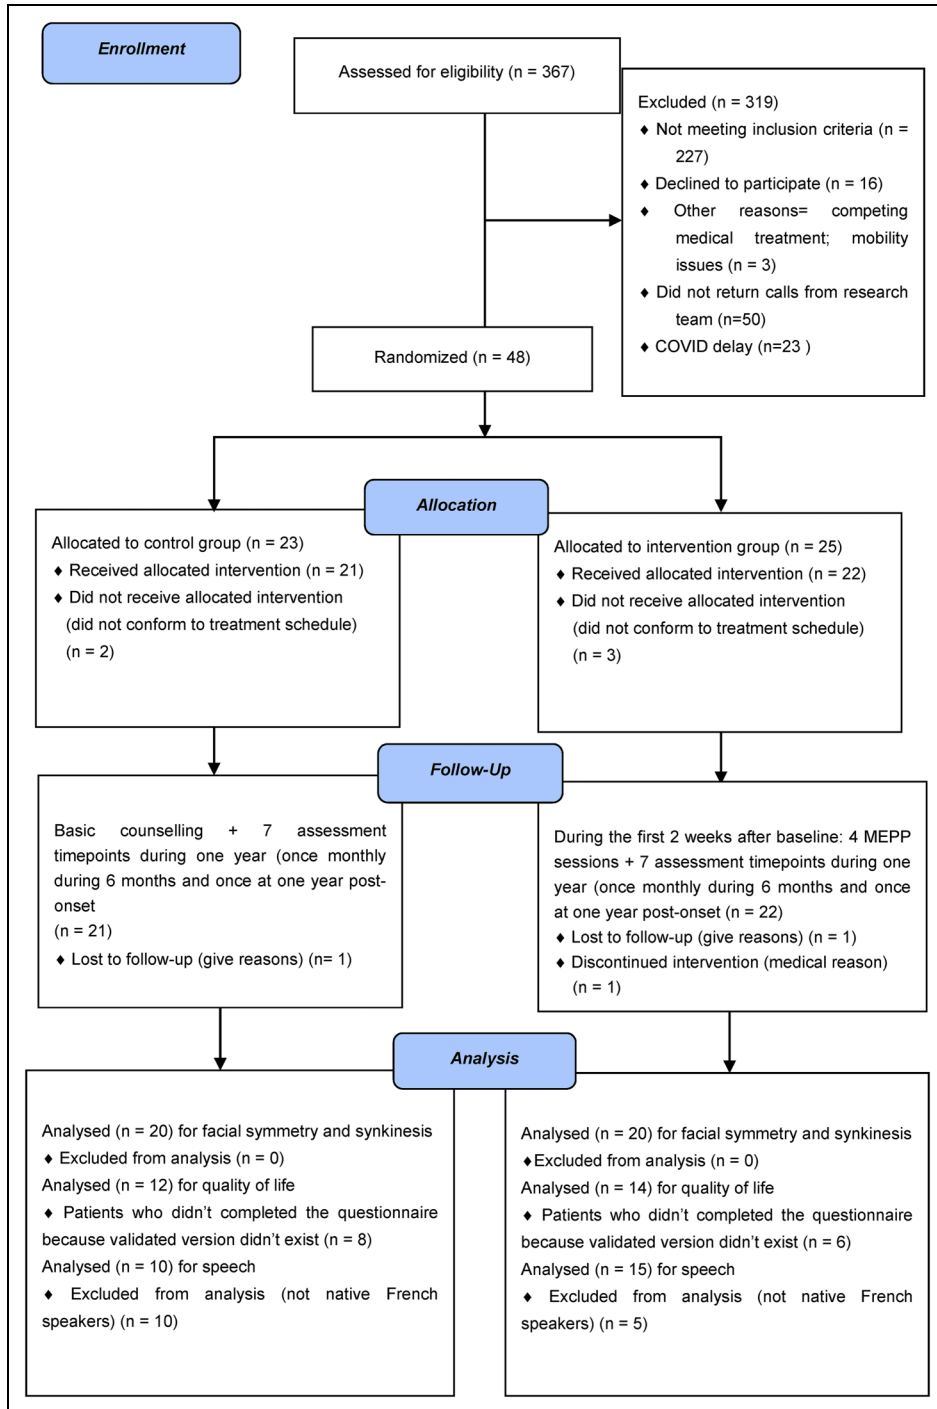 Enrollment
Assessed for eligibility (n = 367)
Excluded (n = 319)
♦ Not meeting inclusion criteria (n =
227)
♦ Declined to participate (n = 16)
♦ Other reasons= competing
medical treatment; mobility
issues (n = 3)
♦ Did not return calls from research
team (n=50)
♦ COVID delay (n=23 )
Randomized (n = 48)
Allocation
Allocated to control group (n = 23)
♦ Received allocated intervention (n = 21)
♦ Did not receive allocated intervention
(did not conform to treatment schedule)
(n = 2)
Allocated to intervention group (n = 25)
♦ Received allocated intervention (n = 22)
♦ Did not receive allocated intervention
(did not conform to treatment schedule)
(n = 3)
Follow-Up
Basic counselling + 7 assessment
timepoints during one year (once monthly
during 6 months and once at one year post-
onset
(n = 21)
♦ Lost to follow-up (give reasons) (n= 1)
During the first 2 weeks after baseline: 4 MEPP
sessions + 7 assessment timepoints during one
year (once monthly during 6 months and once
at one year post-onset (n = 22)
♦ Lost to follow-up (give reasons) (n = 1)
♦ Discontinued intervention (medical reason)
(n = 1)
Analysis
Analysed (n = 20) for facial symmetry and synkinesis
♦ Excluded from analysis (n = 0)
Analysed (n = 12) for quality of life
♦ Patients who didn't completed the questionnaire
because validated version didn't exist (n = 8)
Analysed (n = 10) for speech
♦ Excluded from analysis (not native French
speakers) (n = 10)
Analysed (n = 20) for facial symmetry and synkinesis
♦Excluded from analysis (n = 0)
Analysed (n = 14) for quality of life
♦ Patients who didn't completed the questionnaire
because validated version didn't exist (n = 6)
Analysed (n = 15) for speech
♦ Excluded from analysis (not native French
speakers) (n = 5)